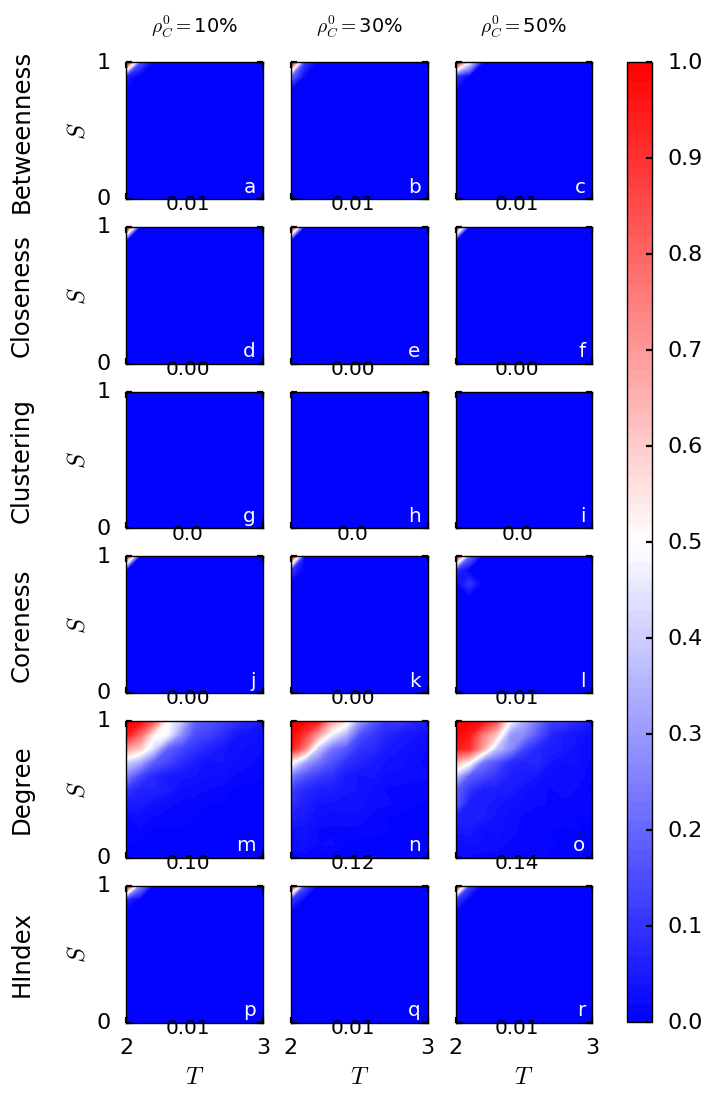 ρ_C^0=10% ρ_C^0=30% ρ_C^0=50%
Betweenness S 1 0 a b c
0.01 0.01 0.01
Closeness S 1 0 d e f
0.00 0.00 0.00
Clustering S 1 0 g h i
0.0 0.0 0.0
Coreness S 1 0 j k l
0.00 0.00 0.01
Degree S 1 0 m n o
0.10 0.12 0.14
HIndex S 1 0 p q r
0.01 0.01 0.01
2 3 2 3 2 3
T T T
1.0
0.9
0.8
0.7
0.6
0.5
0.4
0.3
0.2
0.1
0.0